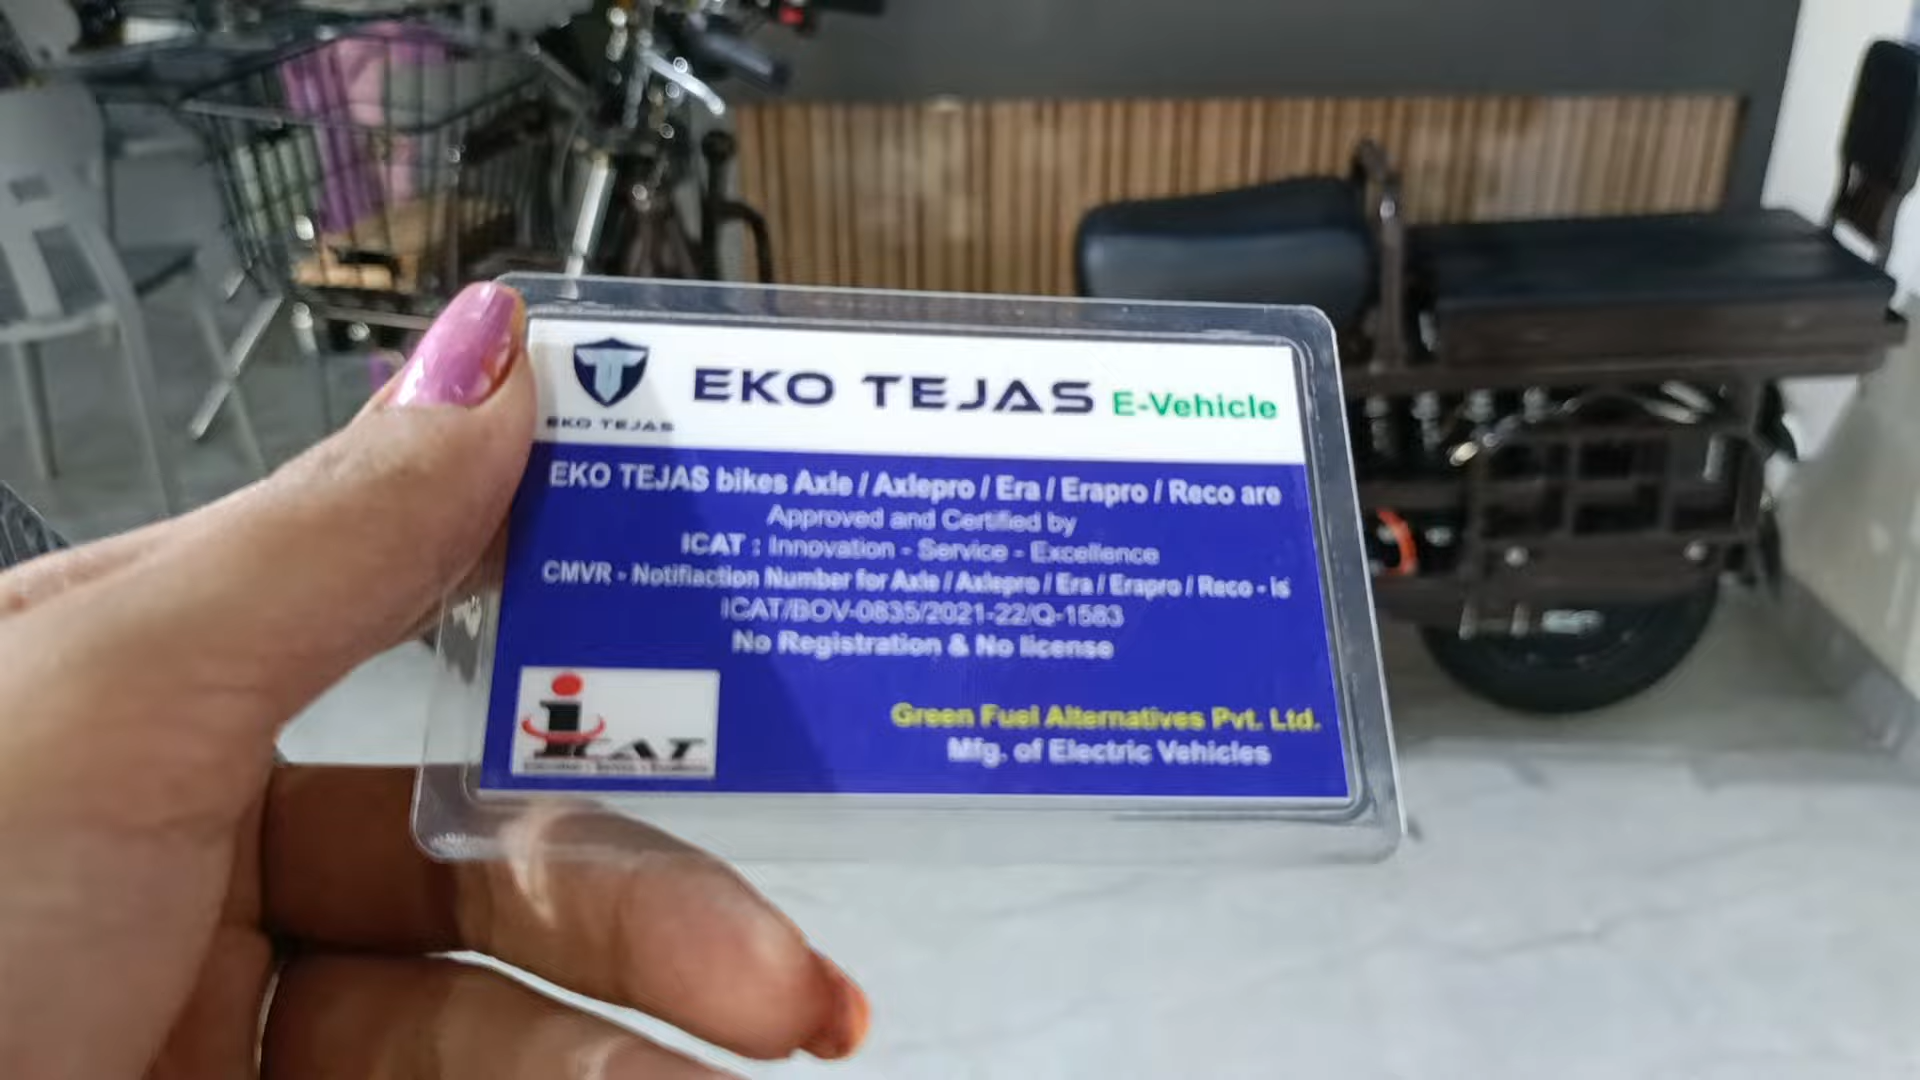 EKO TEJAS
EKO TEJAS E-Vehicle
EKO TEJAS bikes Axle / Axlepro / Era / Erapro / Reco are
Approved and Certified by
ICAT : Innovation - Service - Excellence
CMVR - Notifiaction Number for Axle / Axlepro / Era / Erapro / Reco - is
ICAT/BOV-0835/2021-22/Q-1583
No Registration & No license
iCAT
Green Fuel Alternatives Pvt. Ltd.
Mfg. of Electric Vehicles